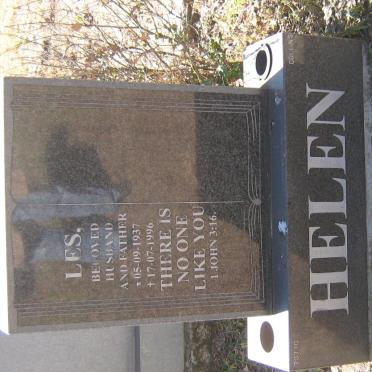 LES,
BELOVED
HUSBAND
AND FATHER
* 05-09-1937
† 17-07-1996
THERE IS
NO ONE
LIKE YOU
1.JOHN 3:16.
HELEN